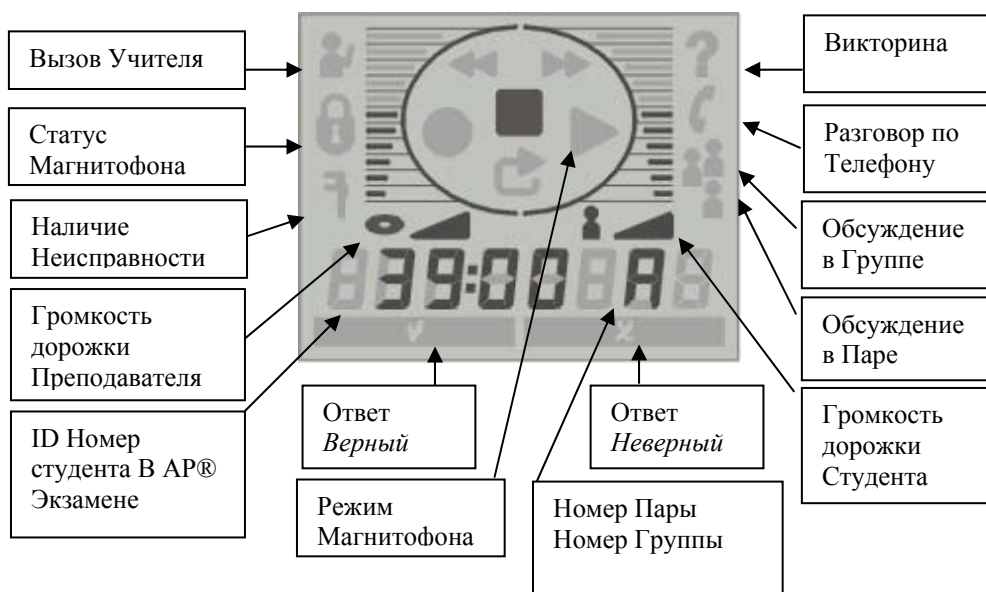 Вызов Учителя
Статус
Магнитофона
Наличие
Неисправности
Громкость
дорожки
Преподавателя
ID Номер
студента В AP®
Экзамене
39:00 A
Ответ
Верный
Режим
Магнитофона
Ответ
Неверный
Номер Пары
Номер Группы
Викторина
Разговор по
Телефону
Обсуждение
в Группе
Обсуждение
в Паре
Громкость
дорожки
Студента